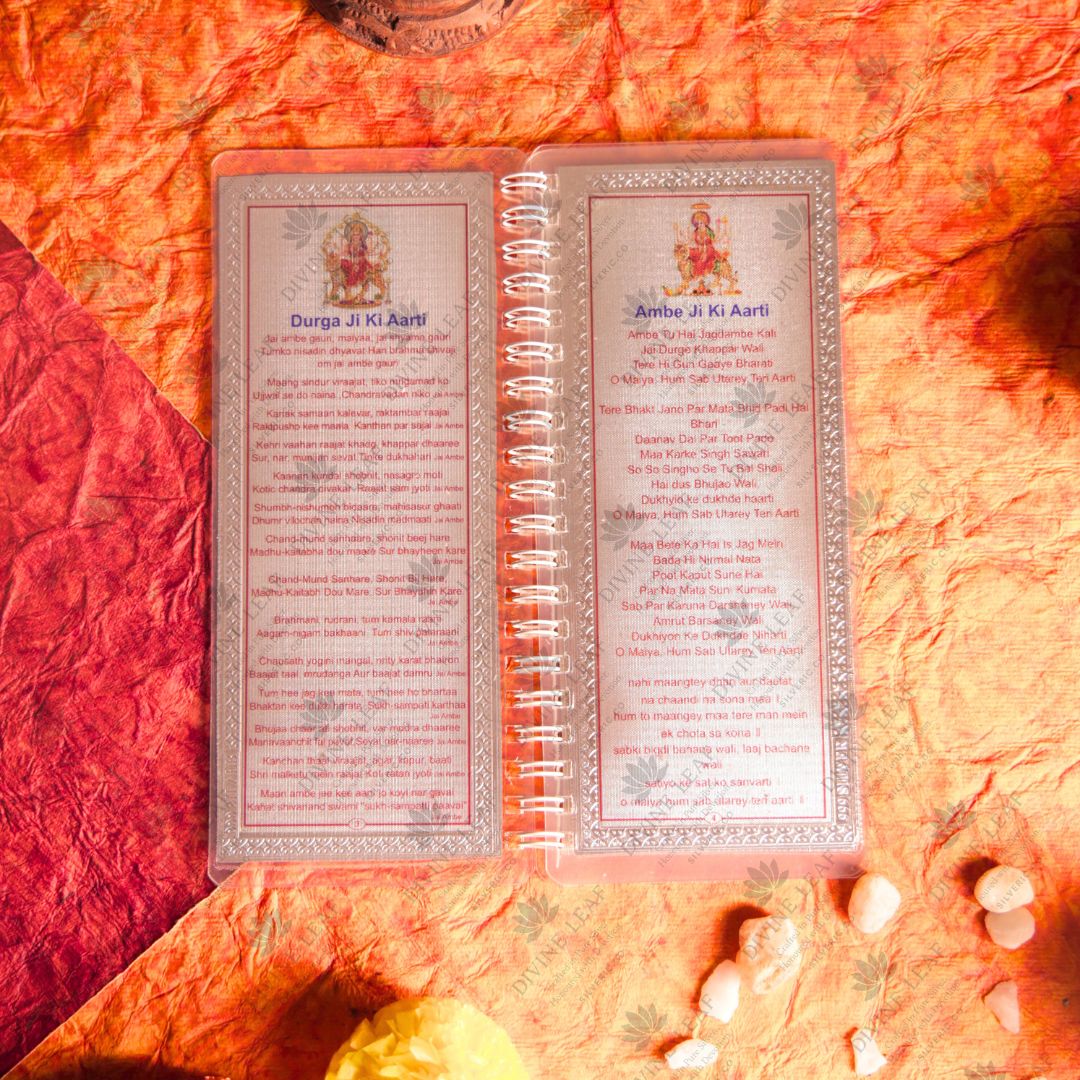 Durga Ji Ki Aarti
Jai ambe gauri, maiyaa, jai shyama gauri
Tumko nisadin dhyavat Hari brahma Shivaji
om jai ambe gauri
Maang sindur viraajat, tiko mrigamad ko
Ujjwal se do naina, Chandravadan niko Jai Ambe
Kanak samaan kalevar, raktambar raajai
Raktpushp kee maala Kanthan par sajai Jai Ambe
Kehri vaahan raajat khadg, khappar dhaaree
Sur, nar, muni jan sevat Tinke dukhahari Jai Ambe
Kaanan kundal shobhit, nasagro moti
Kotic chandra divakar, Raajat sam jyoti Jai Ambe
Shumbh-nishumbh bidaare, mahisasur ghaati
Dhumr vilochan naina Nisadin madmaati Jai Ambe
Chand-mund sanhaare, shonit beej hare
Madhu-kaitabha dou maare Sur bhayheen kare
Jai Ambe
Chand-Mund Sanhare, Shonit Bij Hare,
Madhu-Kaitabh Dou Mare, Sur Bhayahin Kare
Jai Ambe
Brahmani, rudrani, tum kamala raani
Aagam-nigam bakhaani, Tum shiv pataraani
Jai Ambe
Chausath yogini mangal, nrity karat bhairon
Baajat taal, mrudanga Aur baajat damru Jai Ambe
Tum hee jag kee mata, tum hee ho bhartaa
Bhaktan kee dukh harata, Sukh-sampati karthaa
Jai Ambe
Bhujaa chaar ati shobhit, var mudra dhaaree
Manavaanchit fal pavat Sevat nar-naaree Jai Ambe
Kanchan thaal viraajat, agar, kapur, baati
Shri malketu mein raajat Koti ratan jyoti Jai Ambe
Maan ambe jee kee aarti jo koyi nar gavai
Kahat shivanand swami "sukh-sampati paavai"
Jai Ambe
Ambe Ji Ki Aarti
Ambe Tu Hai Jagdambe Kali
Jai Durge Khappar Wali
Tere Hi Gun Gaaye Bharati
O Maiya, Hum Sab Utarey Teri Aarti
Tere Bhakt Jano Par Mata Bhid Padi Hai
Bhari
Daanav Dal Par Toot Pado
Maa Karke Singh Sawari
So So Singho Se Tu Bal Shali
Hai dus Bhujao Wali,
Dukhyio ke dukhde haarti
O Maiya, Hum Sab Utarey Teri Aarti
Maa Bete Ka Hai Is Jag Mein
Bada Hi Nirmal Nata
Poot Kaput Sune Hai
Par Na Mata Suni Kumata
Sab Par Karuna Darshaney Wali
Amrut Barsaney Wali
Dukhiyon Ke Dukhdae Niharti
O Maiya, Hum Sab Utarey Teri Aarti
nahi maangtey dhan aur daulat
na chaandi na sona maa
hum to maangey maa tere man mein
ek chota sa kona ॥
sabki bigdi banane wali, laaj bachane
wali
satiyo ke sat ko sanvarti
o maiya hum sab utarey teri aarti ॥
DIVINE LEAF
SILVERIC.CO